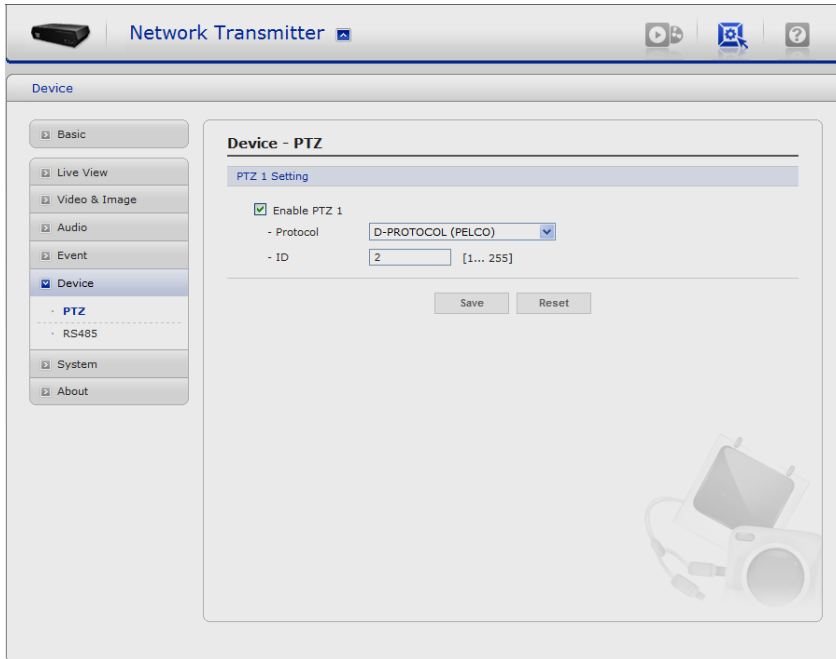 Network Transmitter
?
Device
Basic
Live View
Video & Image
Audio
Event
Device
· PTZ
· RS485
System
About
Device - PTZ
PTZ 1 Setting
Enable PTZ 1
- Protocol D-PROTOCOL (PELCO)
- ID 2 [1... 255]
Save Reset